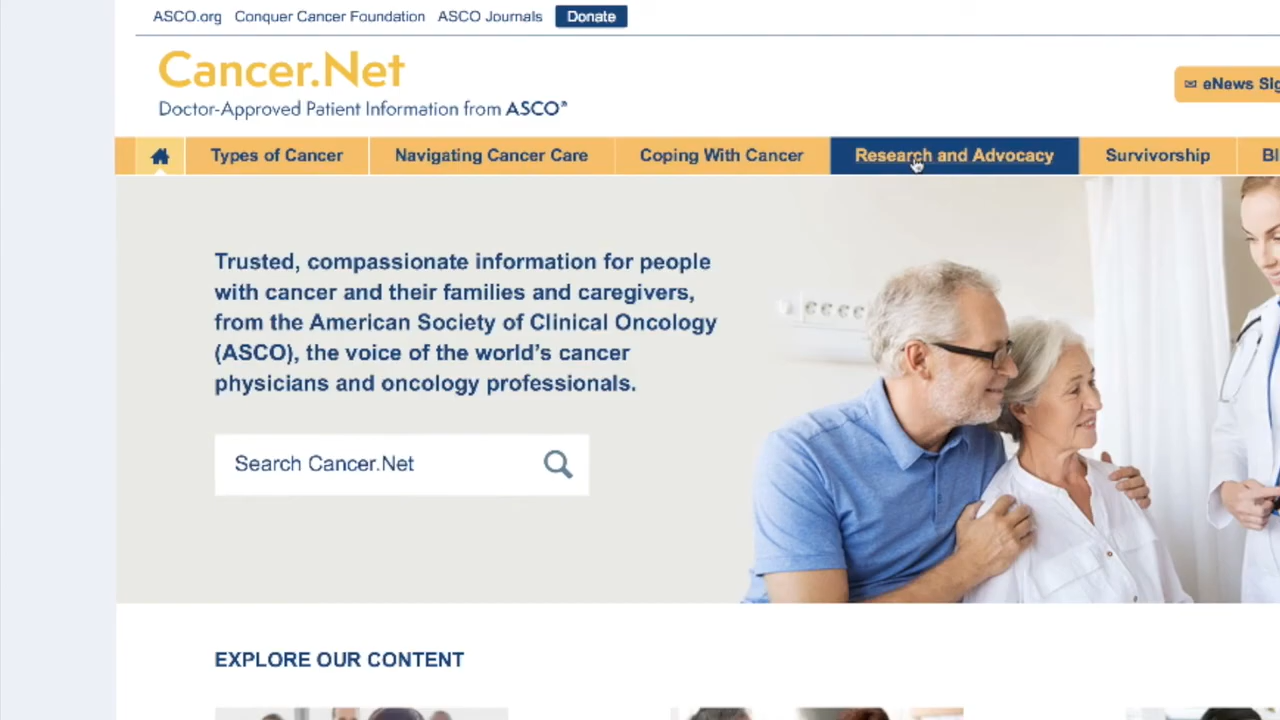 ASCO.org Conquer Cancer Foundation ASCO Journals Donate
Cancer.Net
Doctor-Approved Patient Information from ASCO®
eNews Sig
Types of Cancer Navigating Cancer Care Coping With Cancer Research and Advocacy Survivorship Bl
Trusted, compassionate information for people
with cancer and their families and caregivers,
from the American Society of Clinical Oncology
(ASCO), the voice of the world's cancer
physicians and oncology professionals.
Search Cancer.Net
EXPLORE OUR CONTENT